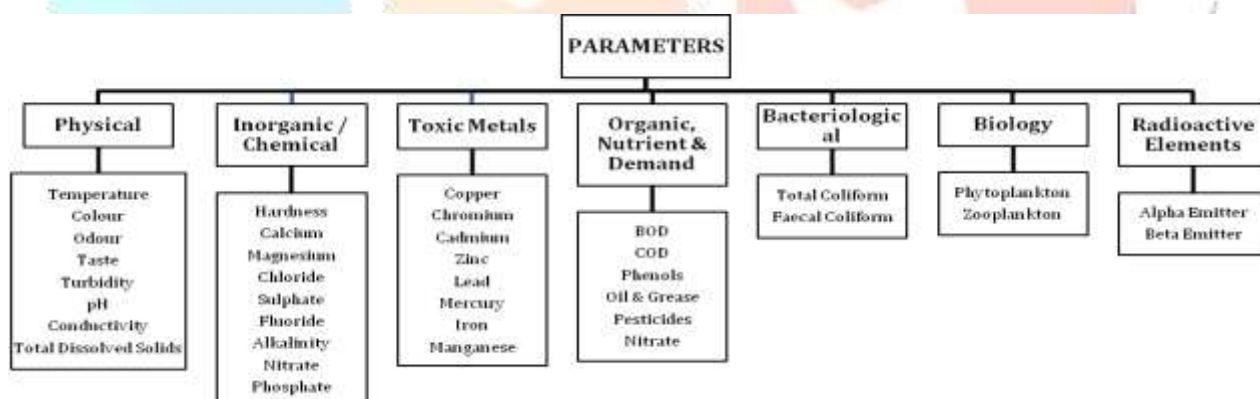 PARAMETERS
Physical
Temperature
Colour
Odour
Taste
Turbidity
pH
Conductivity
Total Dissolved Solids
Inorganic /
Chemical
Hardness
Calcium
Magnesium
Chloride
Sulphate
Fluoride
Alkalinity
Nitrate
Phosphate
Toxic Metals
Copper
Chromium
Cadmium
Zinc
Lead
Mercury
Iron
Manganese
Organic,
Nutrient &
Demand
BOD
COD
Phenols
Oil & Grease
Pesticides
Nitrate
Bacteriologic
al
Total Coliform
Faecal Coliform
Biology
Phytoplankton
Zooplankton
Radioactive
Elements
Alpha Emitter
Beta Emitter